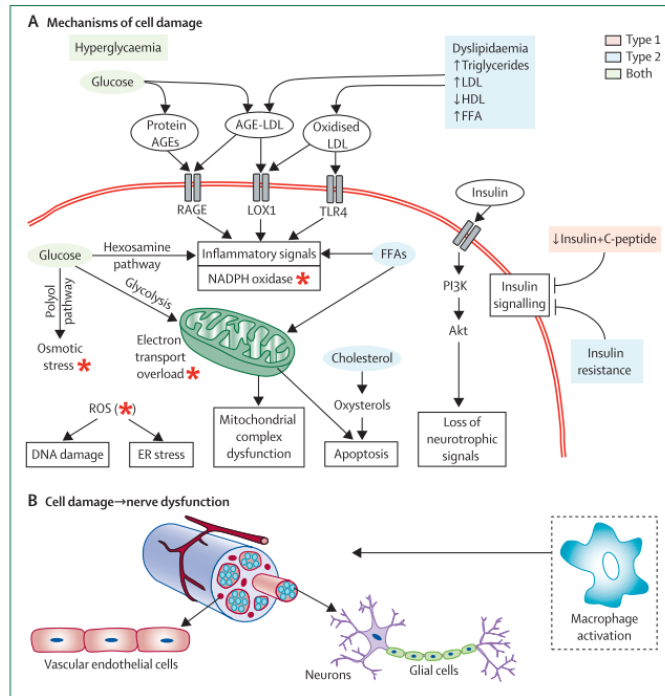 A Mechanisms of cell damage
Hyperglycaemia
Dyslipidaemia
↑Triglycerides
↑LDL
↓HDL
↑FFA
Type 1
Type 2
Both
Glucose
Protein
AGEs
AGE-LDL
Oxidised
LDL
RAGE
LOX1
TLR4
Insulin
Glucose
Hexosamine
pathway
Inflammatory signals
NADPH oxidase *
FFAs
PI3K
Insulin
signalling
↓Insulin+C-peptide
Polyol
pathway
Glycolysis
Akt
Osmotic
stress *
Electron
transport
overload *
Cholesterol
Insulin
resistance
ROS (*)
Oxysterols
DNA damage
ER stress
Mitochondrial
complex
dysfunction
Apoptosis
Loss of
neurotrophic
signals
B Cell damage→nerve dysfunction
Macrophage
activation
Vascular endothelial cells
Neurons
Glial cells